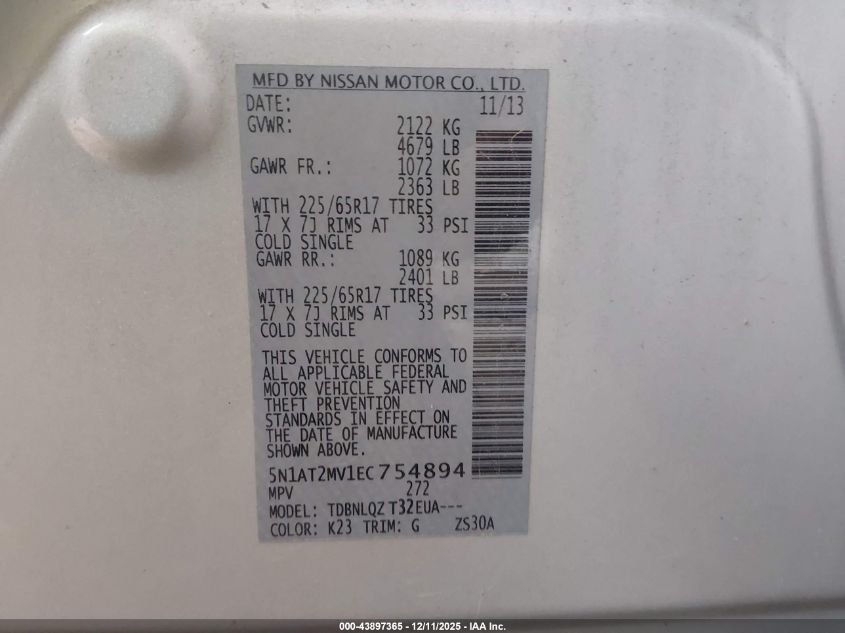 MFD BY NISSAN MOTOR CO., LTD.
DATE: 11/13
GVWR: 2122 KG
4679 LB
GAWR FR.: 1072 KG
2363 LB
WITH 225/65R17 TIRES
17 X 7J RIMS AT 33 PSI
COLD SINGLE
GAWR RR.: 1089 KG
2401 LB
WITH 225/65R17 TIRES
17 X 7J RIMS AT 33 PSI
COLD SINGLE
THIS VEHICLE CONFORMS TO
ALL APPLICABLE FEDERAL
MOTOR VEHICLE SAFETY AND
THEFT PREVENTION
STANDARDS IN EFFECT ON
THE DATE OF MANUFACTURE
SHOWN ABOVE.
5N1AT2MV1EC754894
MPV 272
MODEL: TDBNLQZ T32EUA---
COLOR: K23 TRIM: G ZS30A
000-43897365 - 12/11/2025 - IAA Inc.